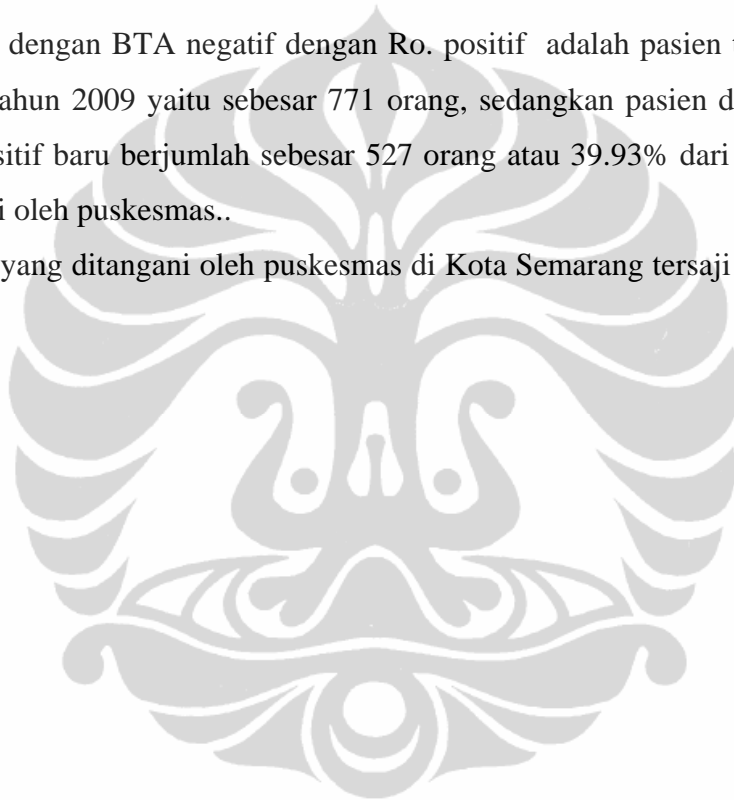 dengan BTA negatif dengan Ro. positif adalah pasien
tahun 2009 yaitu sebesar 771 orang, sedangkan pasien
sitif baru berjumlah sebesar 527 orang atau 39.93% dari
i oleh puskesmas..
yang ditangani oleh puskesmas di Kota Semarang tersaji